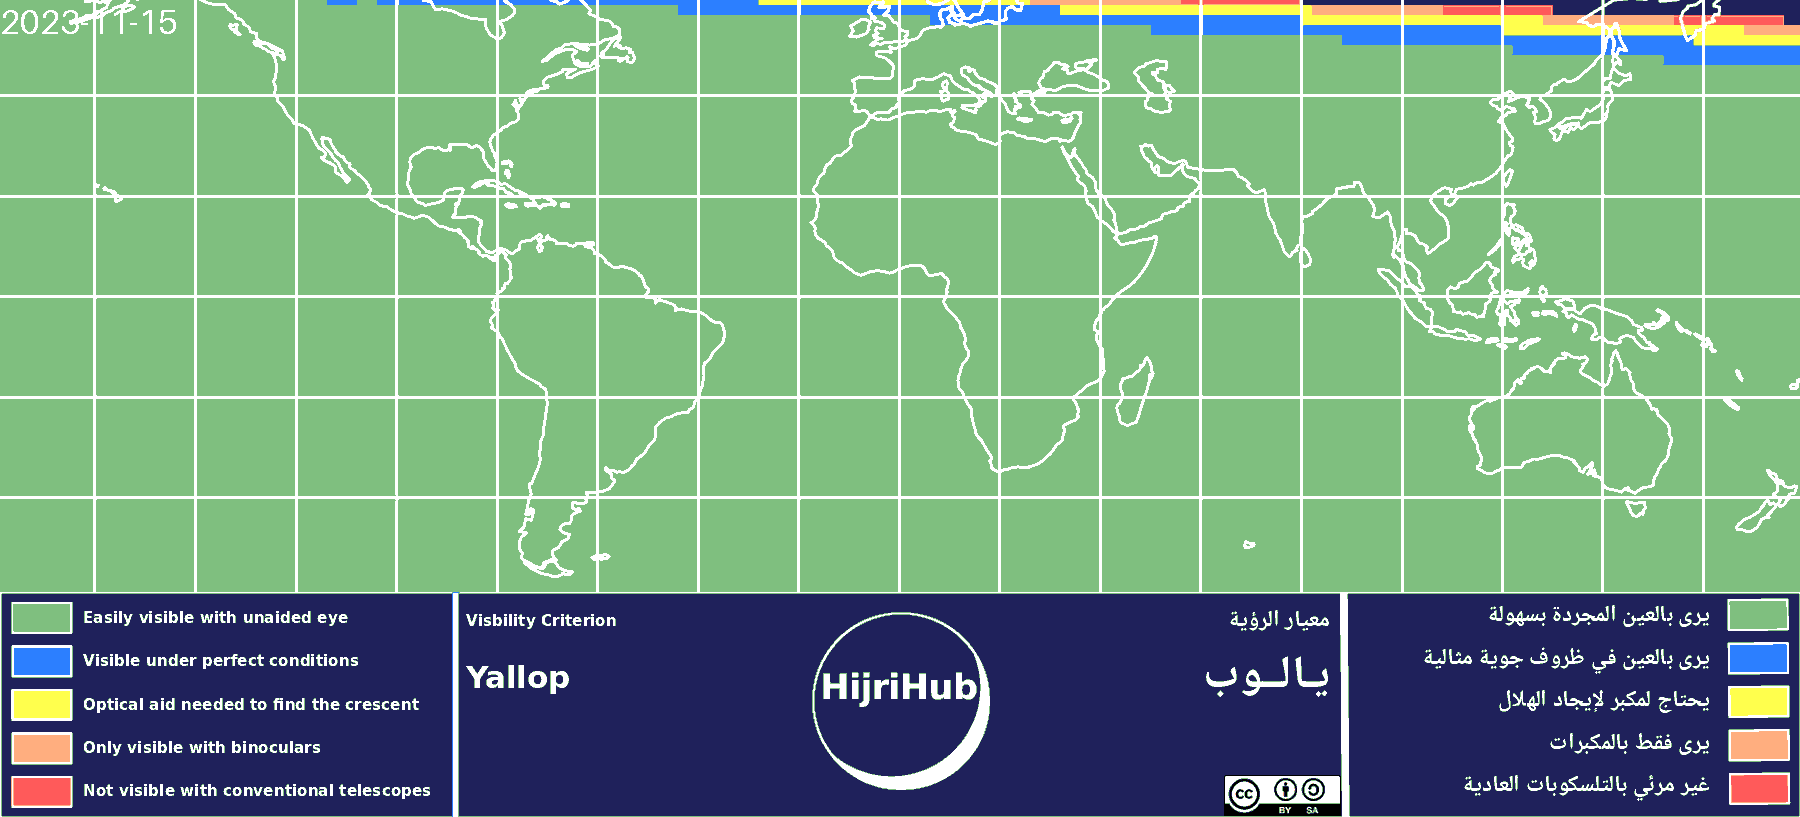 2023-11-15
Easily visible with unaided eye
Visible under perfect conditions
Optical aid needed to find the crescent
Only visible with binoculars
Not visible with conventional telescopes
Visbility Criterion
Yallop
HijriHub
معيار الرؤية
يـالـوب
cc
BY SA
يرى بالعين المجردة بسهولة
يرى بالعين في ظروف جوية مثالية
يحتاج لمكبر لإيجاد الهلال
يرى فقط بالمكبرات
غير مرئي بالتلسكوبات العادية